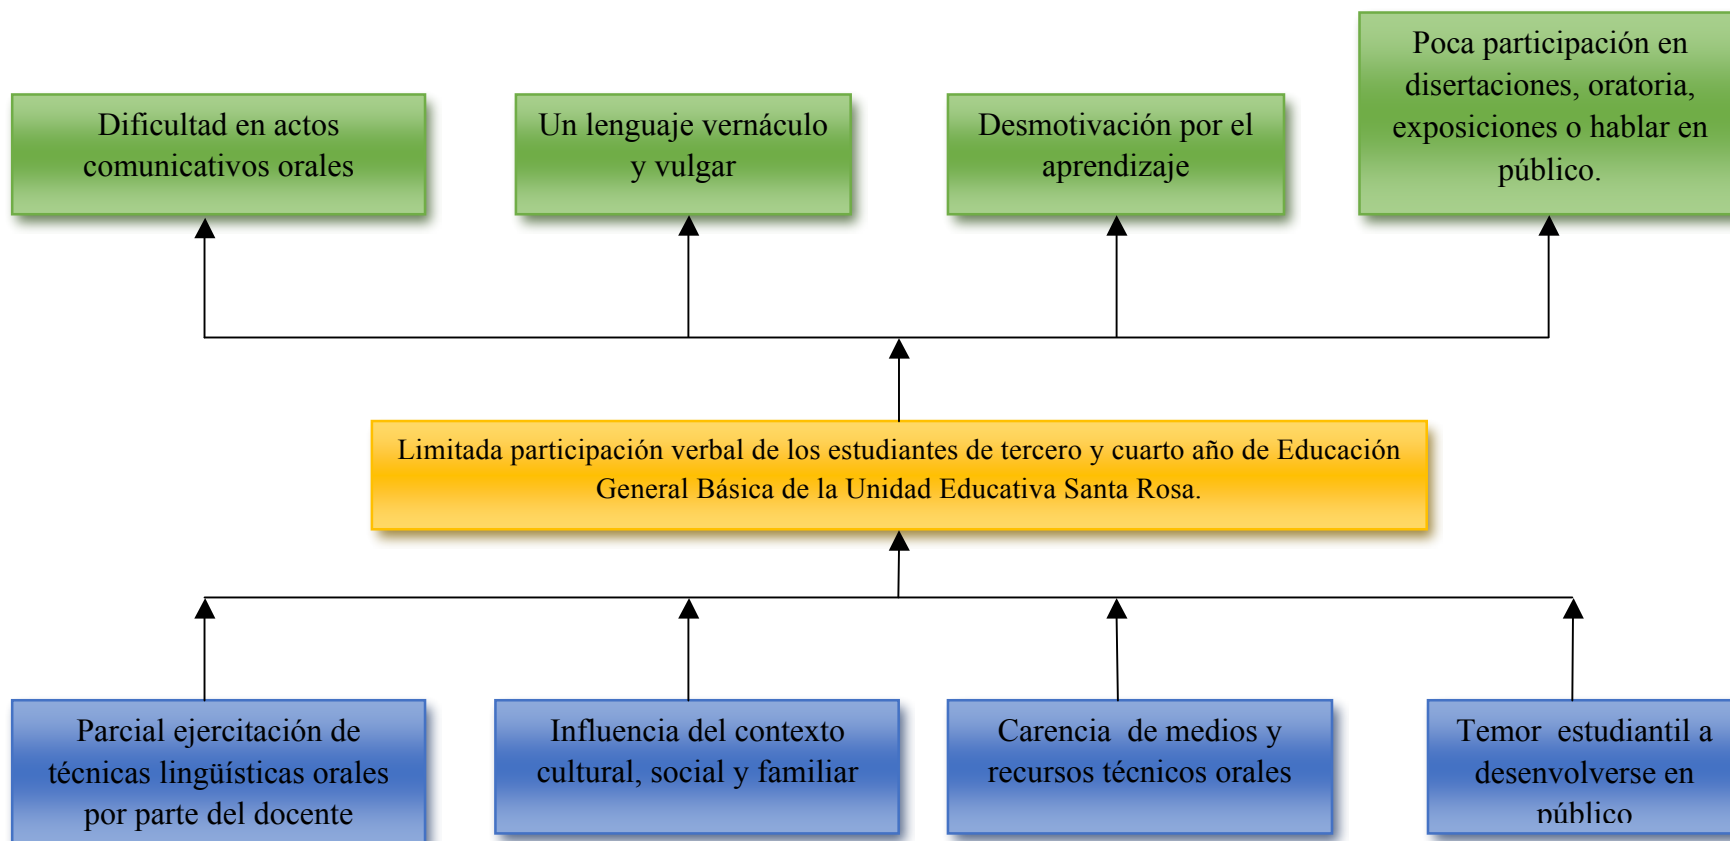 Dificultad en actos
comunicativos orales
Un lenguaje vernáculo
y vulgar
Desmotivación por el
aprendizaje
Poca participación en
disertaciones, oratoria,
exposiciones o hablar en
público.
Limitada participación verbal de los estudiantes de tercero y cuarto año de Educación
General Básica de la Unidad Educativa Santa Rosa.
Parcial ejercitación de
técnicas lingüísticas orales
por parte del docente
Influencia del contexto
cultural, social y familiar
Carencia  de medios y
recursos técnicos orales
Temor  estudiantil a
desenvolverse en
público